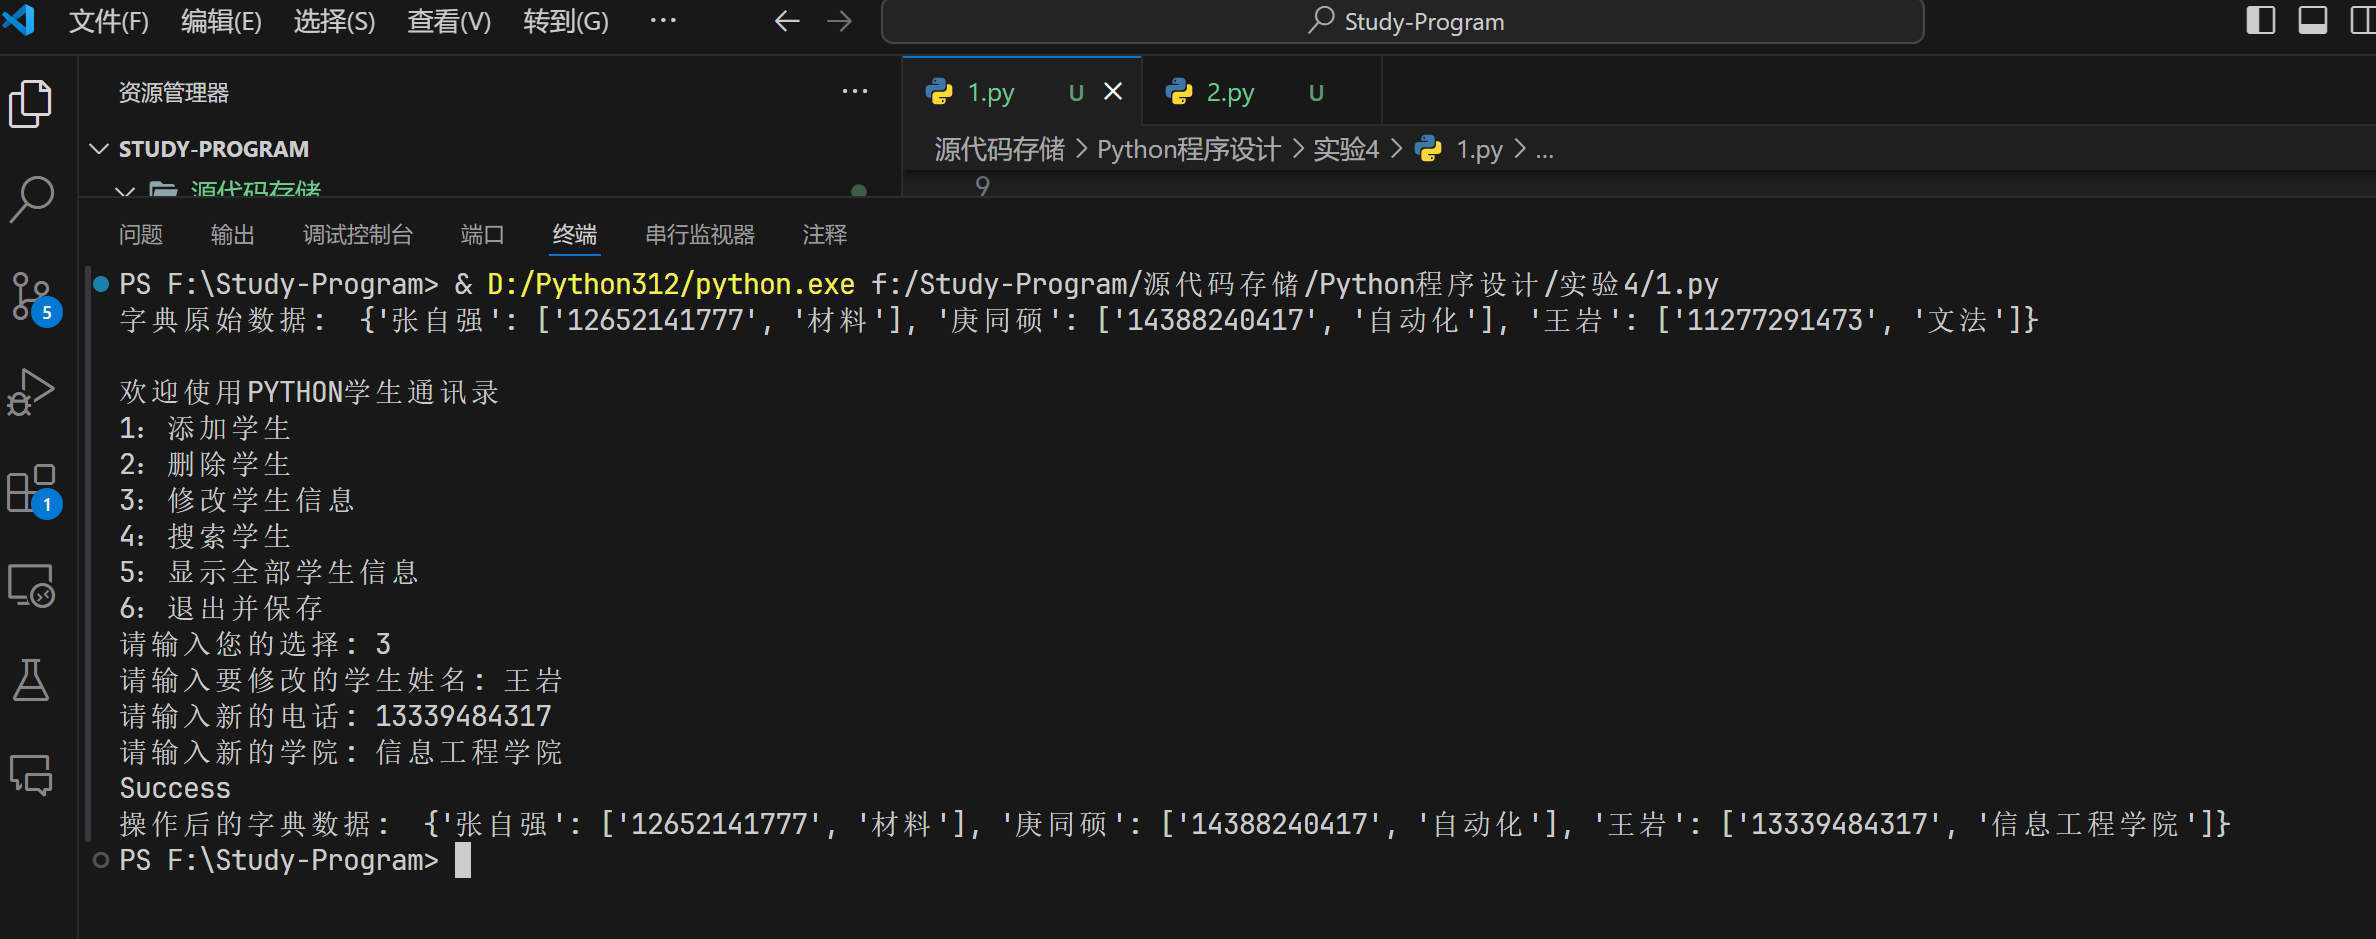 文件(F) 编辑(E) 选择(S) 查看(V) 转到(G) ··· Study-Program
资源管理器 ···
1.py U 2.py U
STUDY-PROGRAM
源代码存储 > Python程序设计 > 实验4 > 1.py > ...
源代码存储
9
问题 输出 调试控制台 端口 终端 串行监视器 注释
PS F:\Study-Program> & D:/Python312/python.exe f:/Study-Program/源代码存储/Python程序设计/实验4/1.py
字典原始数据： {'张自强': ['12652141777', '材料'], '庚同硕': ['14388240417', '自动化'], '王岩': ['11277291473', '文法']}
欢迎使用PYTHON学生通讯录
1：添加学生
2：删除学生
3：修改学生信息
4：搜索学生
5：显示全部学生信息
6：退出并保存
请输入您的选择：3
请输入要修改的学生姓名：王岩
请输入新的电话：13339484317
请输入新的学院：信息工程学院
Success
操作后的字典数据： {'张自强': ['12652141777', '材料'], '庚同硕': ['14388240417', '自动化'], '王岩': ['13339484317', '信息工程学院']}
PS F:\Study-Program>
5
1